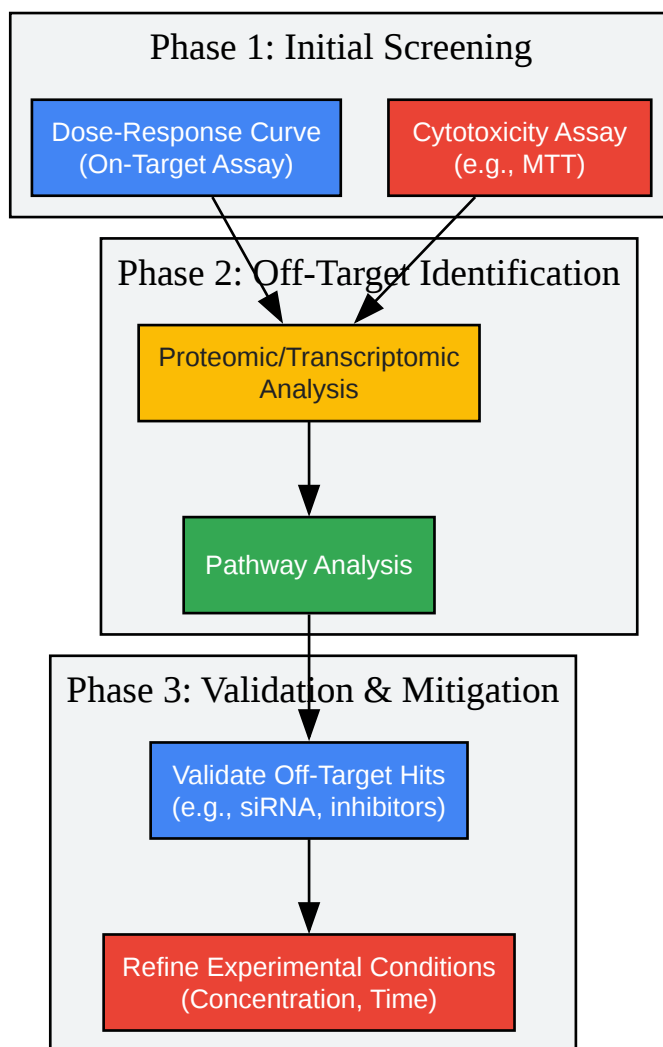 Phase 1: Initial Screening
Dose-Response Curve
(On-Target Assay)
Cytotoxicity Assay
(e.g., MTT)
Phase 2: Off-Target Identification
Proteomic/Transcriptomic
Analysis
Pathway Analysis
Phase 3: Validation & Mitigation
Validate Off-Target Hits
(e.g., siRNA, inhibitors)
Refine Experimental Conditions
(Concentration, Time)